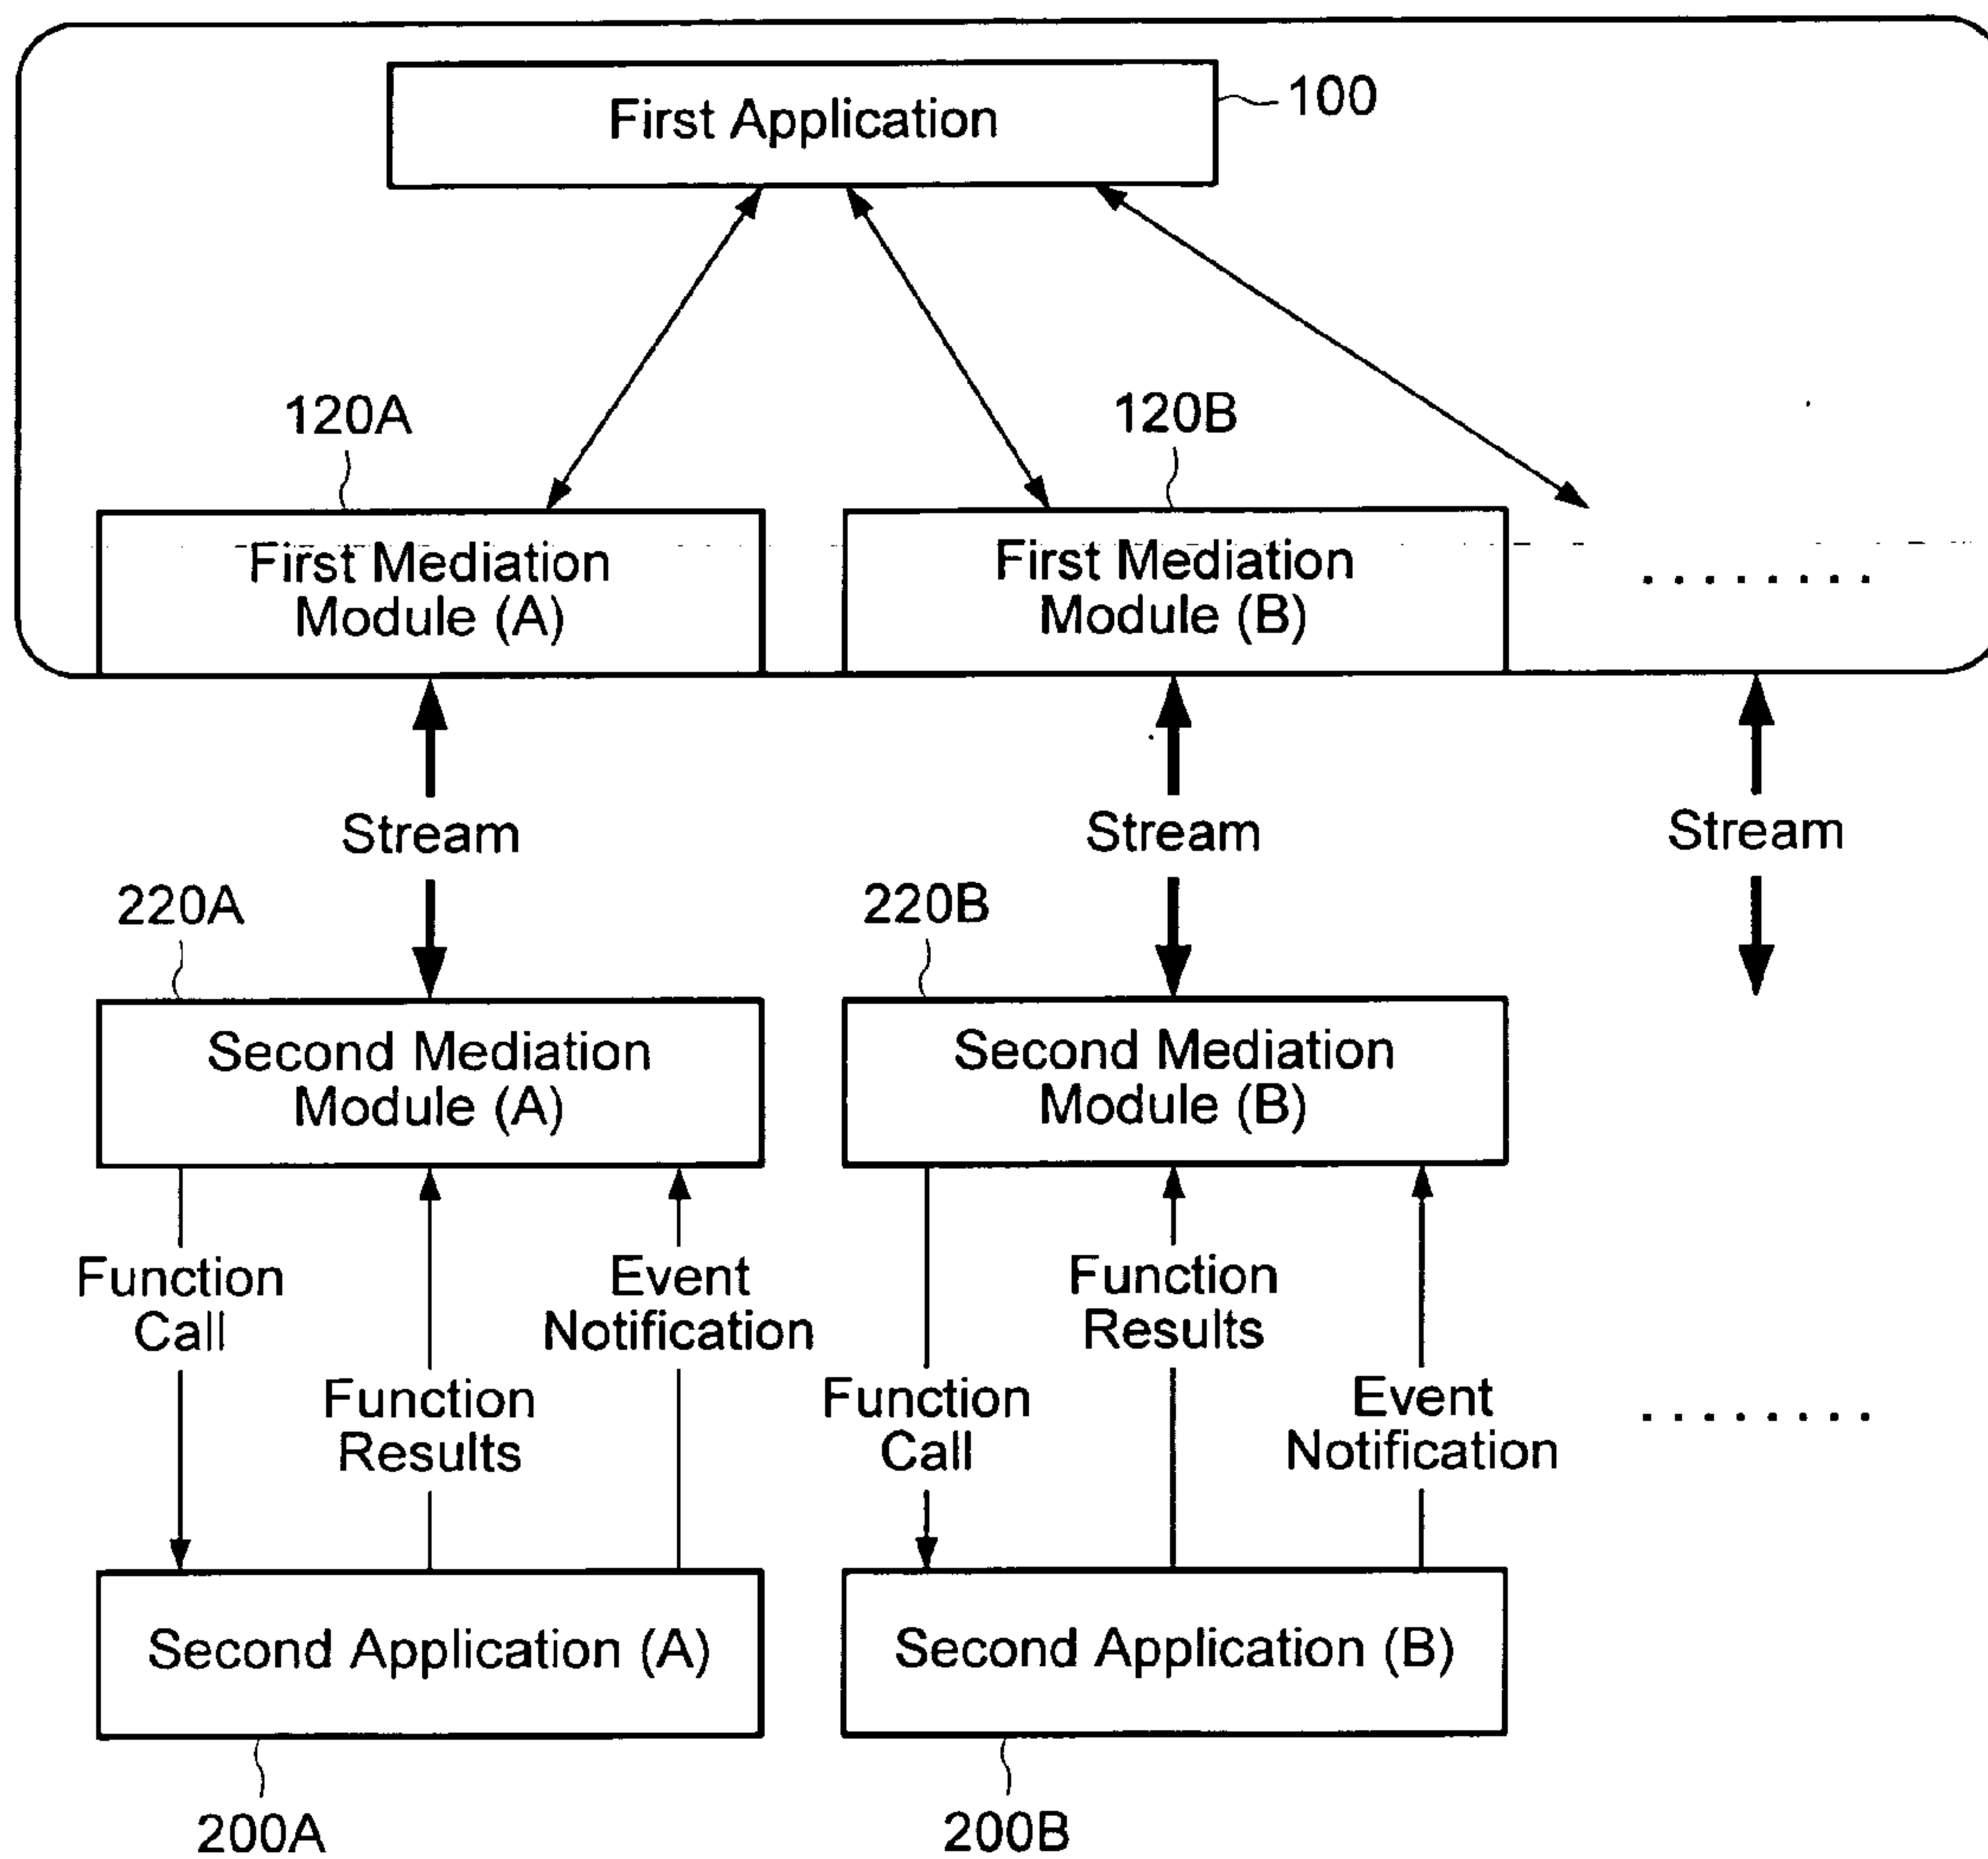 First Application
100
120A
120B
First Mediation
Module (A)
First Mediation
Module (B)
.........
Stream
Stream
Stream
220A
220B
Second Mediation
Module (A)
Second Mediation
Module (B)
Function
Call
Function
Results
Event
Notification
Function
Call
Function
Results
Event
Notification
.........
Second Application (A)
Second Application (B)
200A
200B